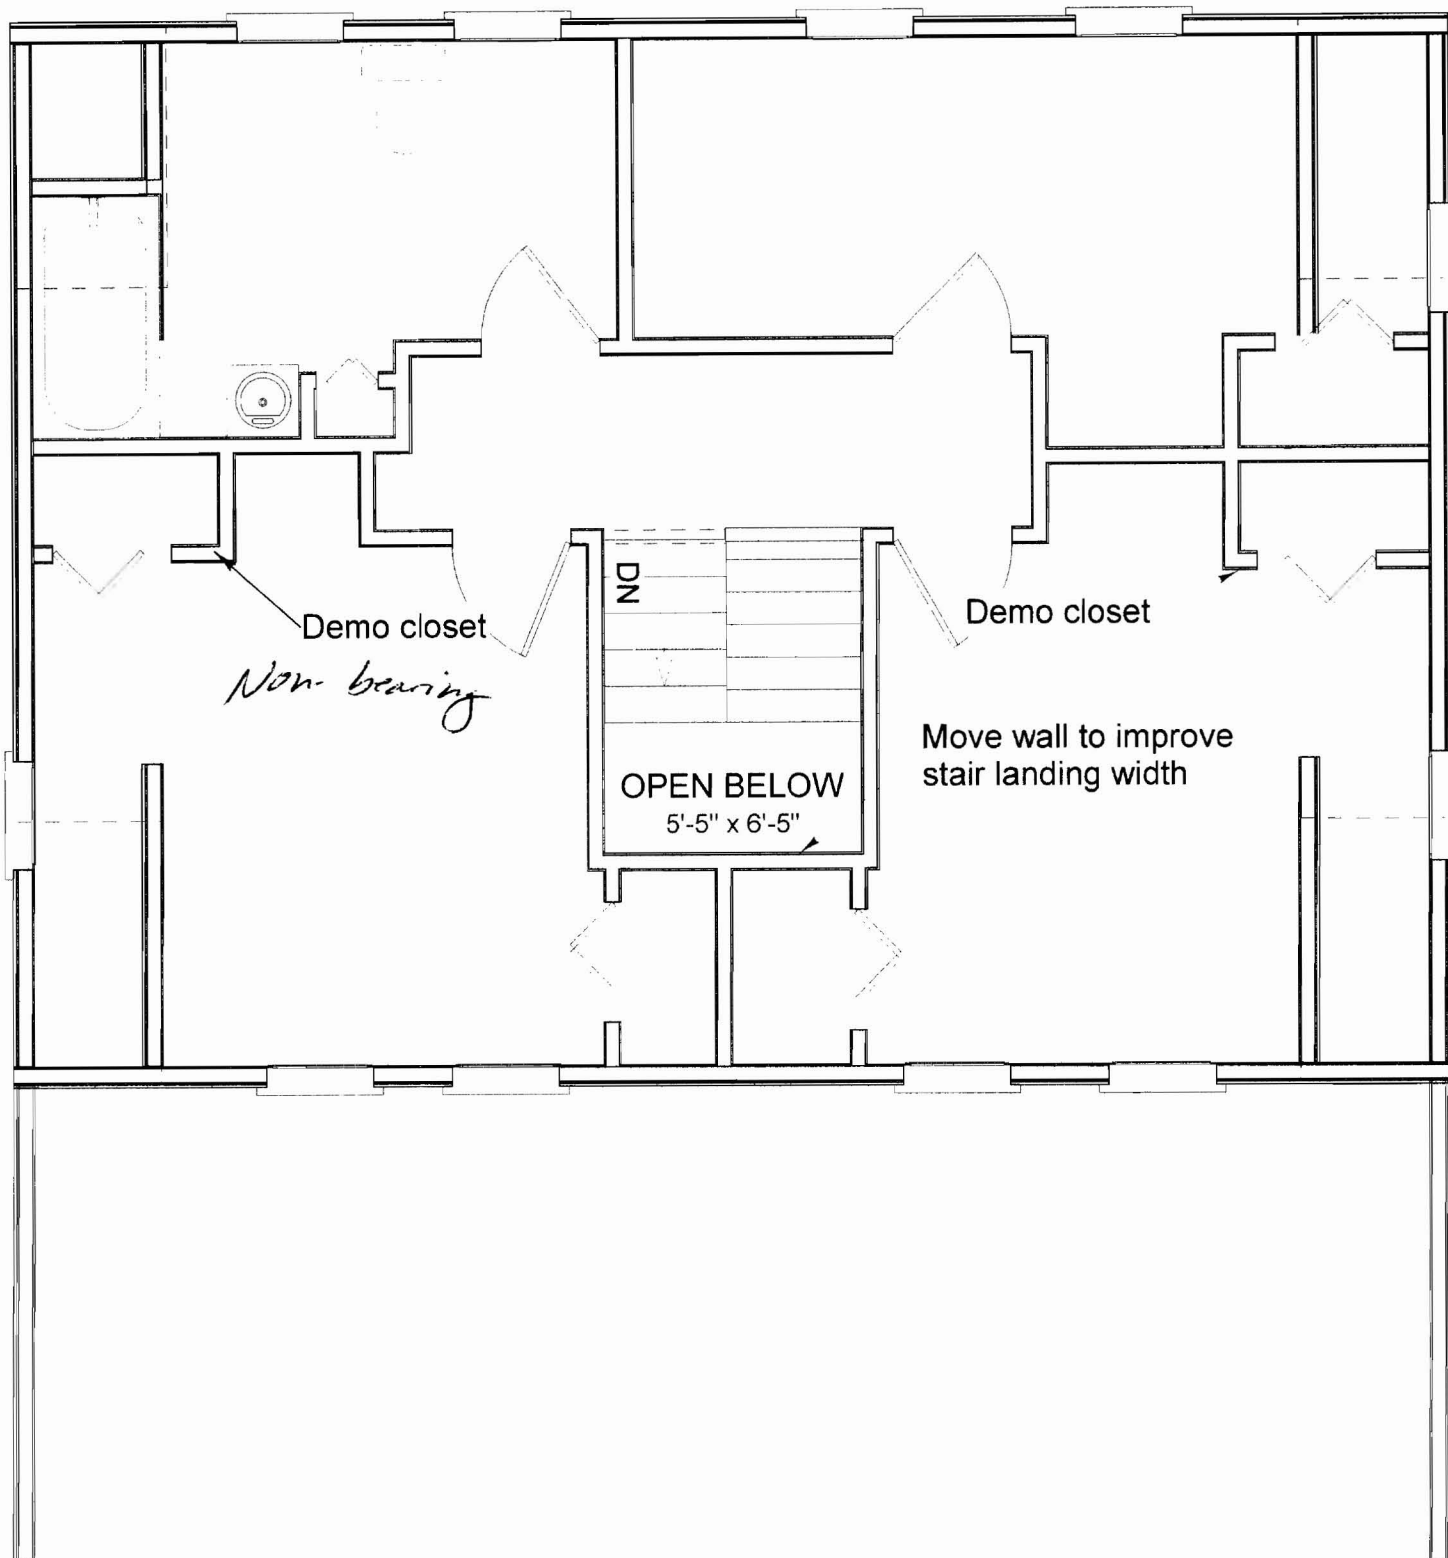 DN
Demo closet
Non-bearing
Demo closet
Move wall to improve
stair landing width
OPEN BELOW
5'-5" x 6'-5"